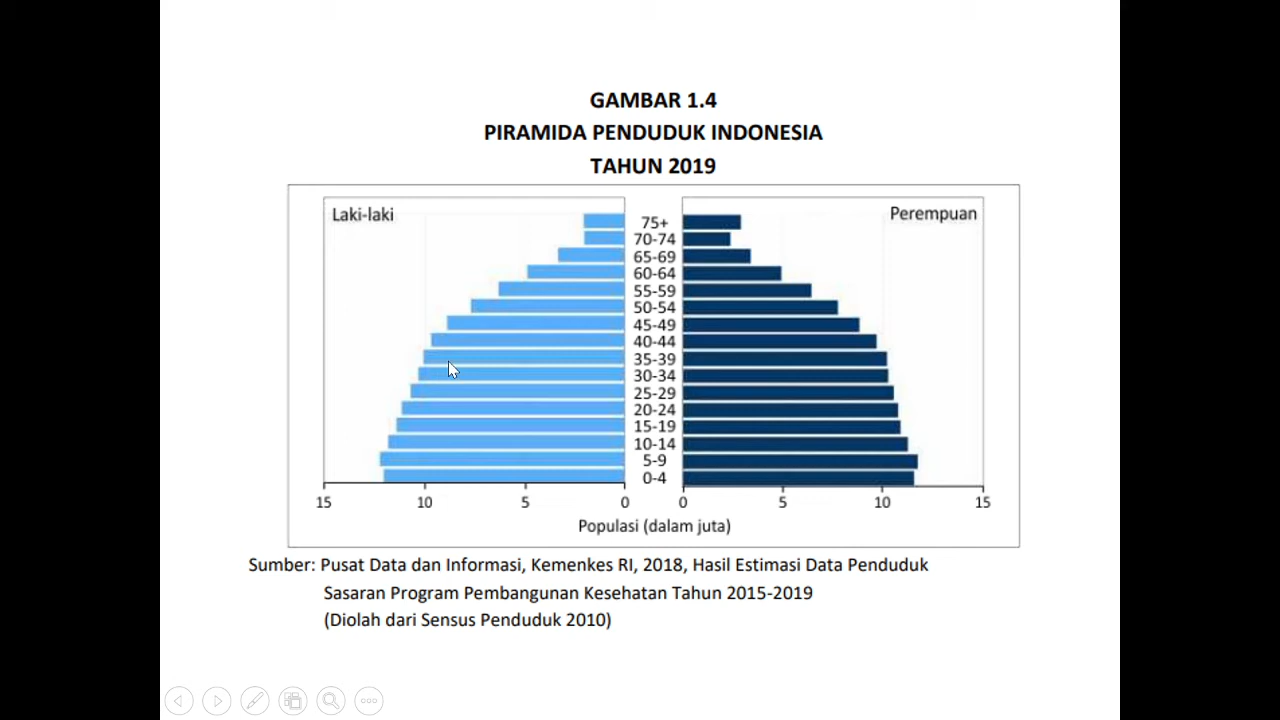 GAMBAR 1.4
PIRAMIDA PENDUDUK INDONESIA
TAHUN 2019
Laki-laki
Perempuan
75+
70-74
65-69
60-64
55-59
50-54
45-49
40-44
35-39
30-34
25-29
20-24
15-19
10-14
5-9
0-4
15 10 5 0 0 5 10 15
Populasi (dalam juta)
Sumber: Pusat Data dan Informasi, Kemenkes RI, 2018, Hasil Estimasi Data Penduduk
Sasaran Program Pembangunan Kesehatan Tahun 2015-2019
(Diolah dari Sensus Penduduk 2010)